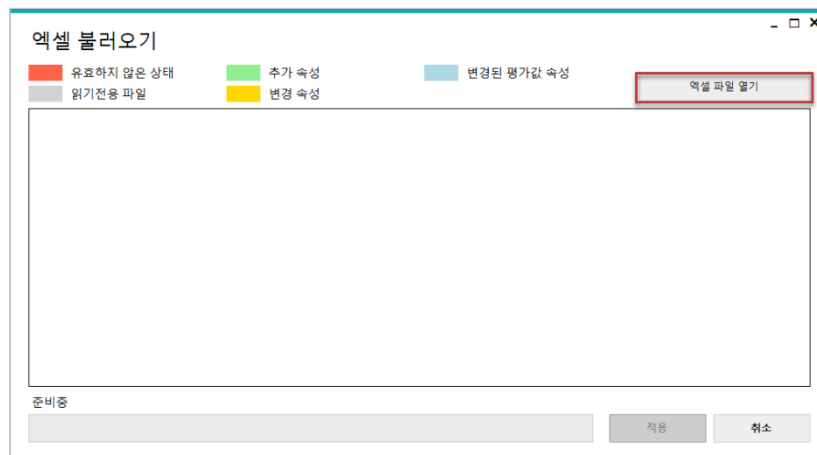 엑셀 불러오기
유효하지 않은 상태 추가 속성 변경된 평가값 속성
읽기전용 파일 변경 속성
엑셀 파일 열기
준비중
적용 취소